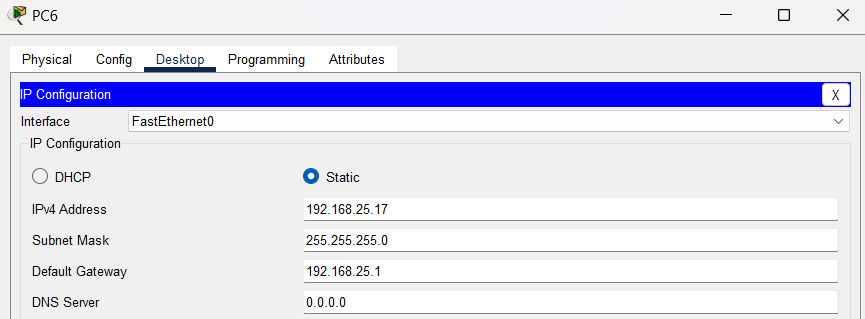 PC6
Physical Config Desktop Programming Attributes
IP Configuration X
Interface FastEthernet0
IP Configuration
DHCP Static
IPv4 Address 192.168.25.17
Subnet Mask 255.255.255.0
Default Gateway 192.168.25.1
DNS Server 0.0.0.0